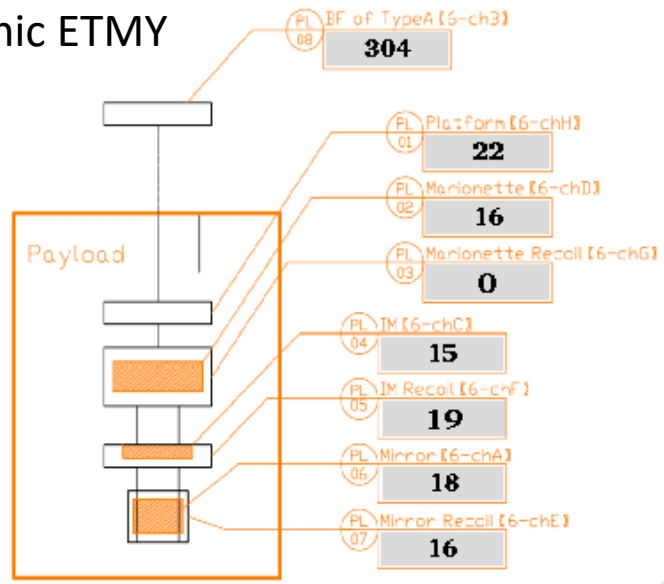 nic ETMY
PL 08 BF of TypeA【6-ch3】
304
PL 01 Platform【6-chH】
22
PL 02 Marionette【6-chD】
16
Payload
PL 03 Marionette Recoil【6-chG】
0
PL 04 IM【6-chC】
15
PL 05 IM Recoil【6-chF】
19
PL 06 Mirror【6-chA】
18
PL 07 Mirror Recoil【6-chE】
16